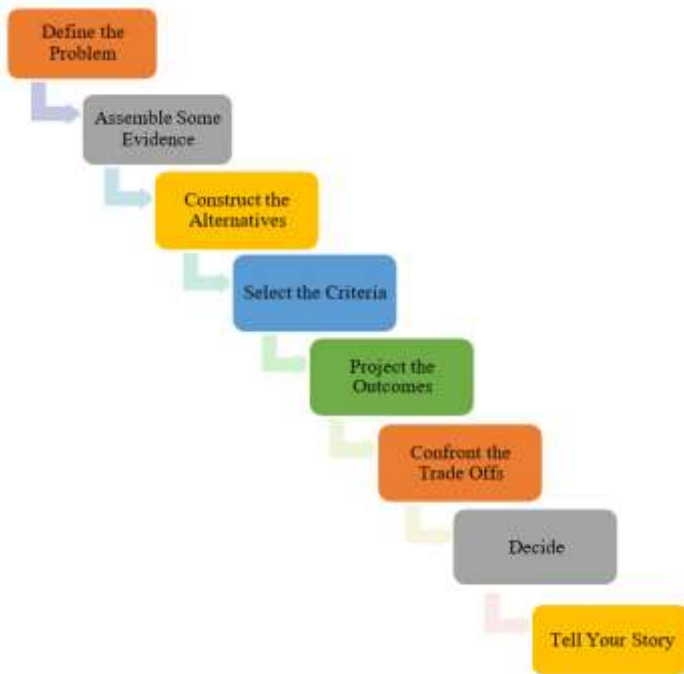 Define the
Problem
Assemble Some
Evidence
Construct the
Alternatives
Select the Criteria
Project the
Outcomes
Confront the
Trade Offs
Decide
Tell Your Story